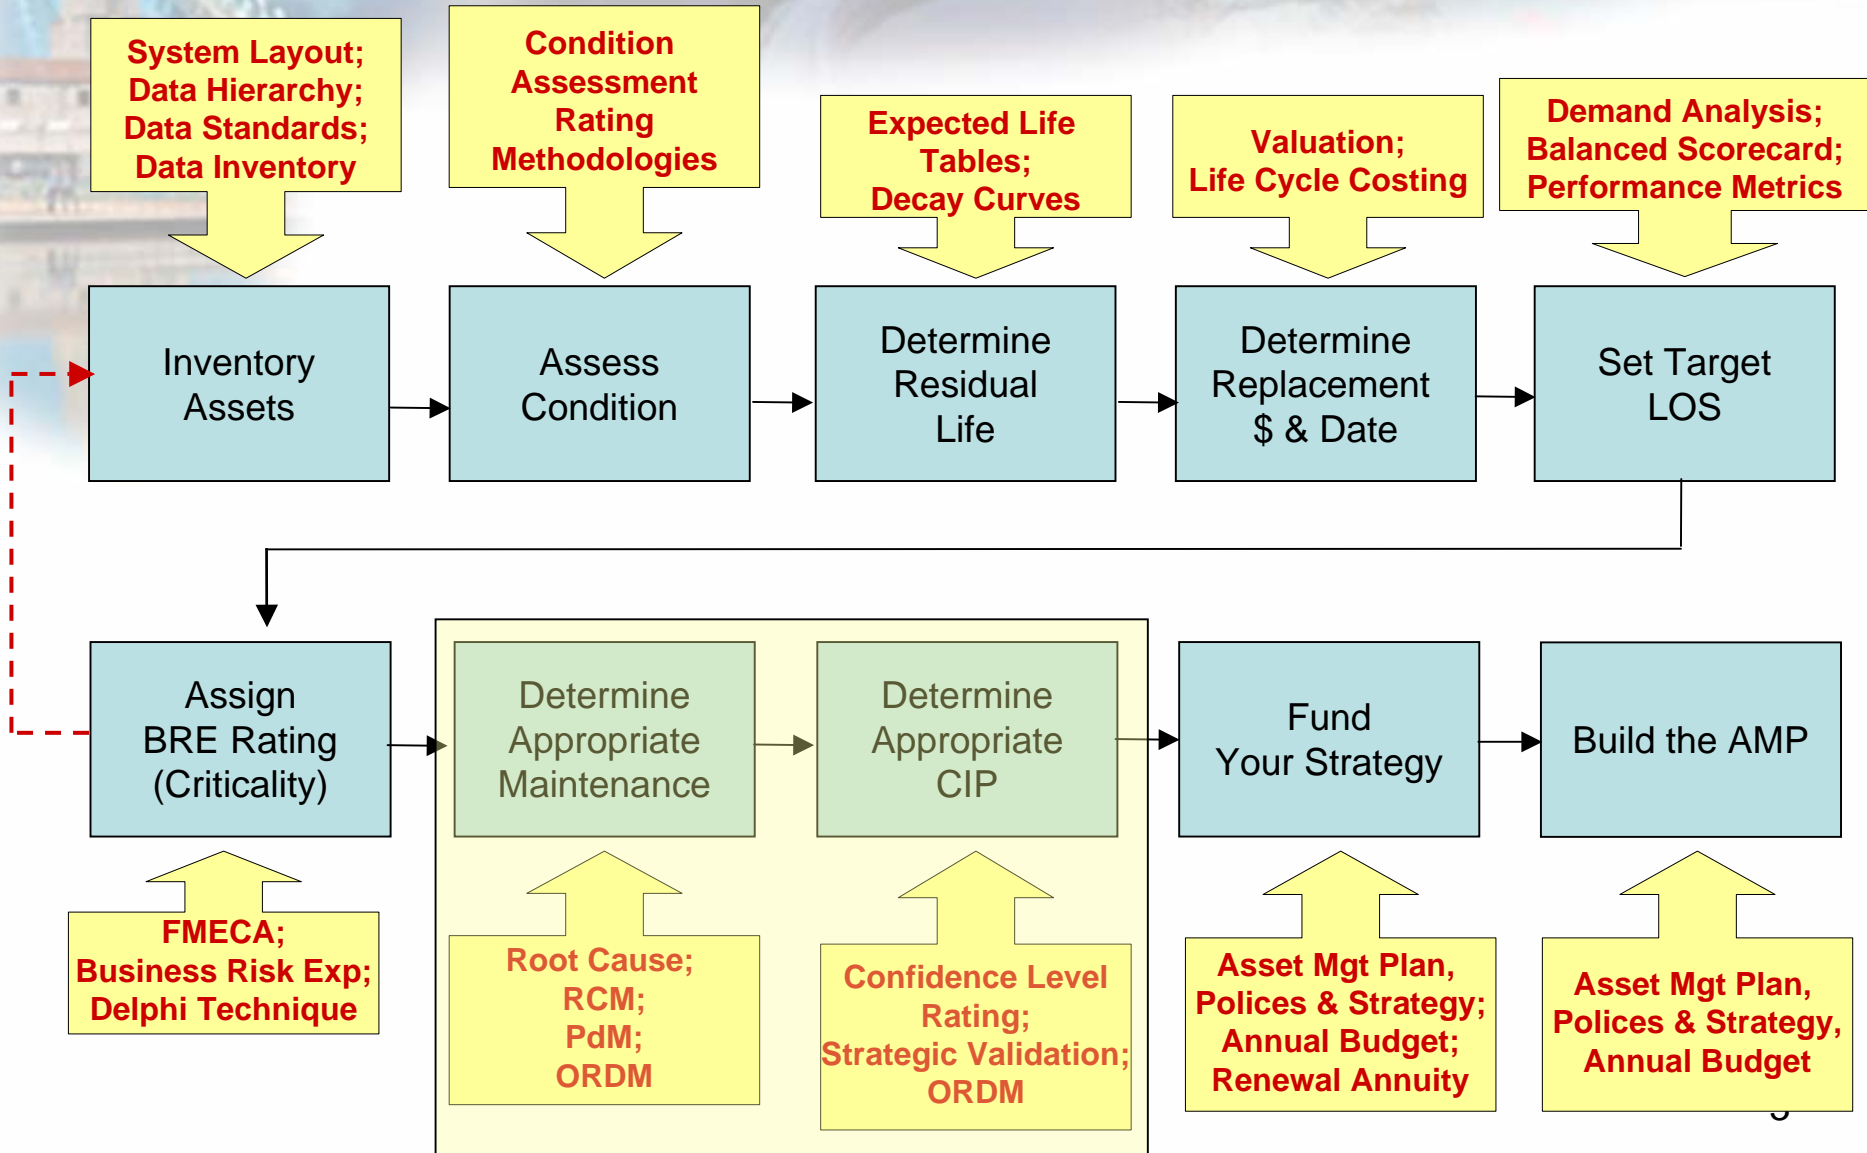 System Layout;
Data Hierarchy;
Data Standards;
Data Inventory
Condition
Assessment
Rating
Methodologies
Expected Life
Tables;
Decay Curves
Valuation;
Life Cycle Costing
Demand Analysis;
Balanced Scorecard;
Performance Metrics
Inventory
Assets
Assess
Condition
Determine
Residual
Life
Determine
Replacement
$ & Date
Set Target
LOS
Assign
BRE Rating
(Criticality)
Determine
Appropriate
Maintenance
Determine
Appropriate
CIP
Fund
Your Strategy
Build the AMP
FMECA;
Business Risk Exp;
Delphi Technique
Root Cause;
RCM;
PdM;
ORDM
Confidence Level
Rating;
Strategic Validation;
ORDM
Asset Mgt Plan,
Polices & Strategy;
Annual Budget;
Renewal Annuity
Asset Mgt Plan,
Polices & Strategy,
Annual Budget